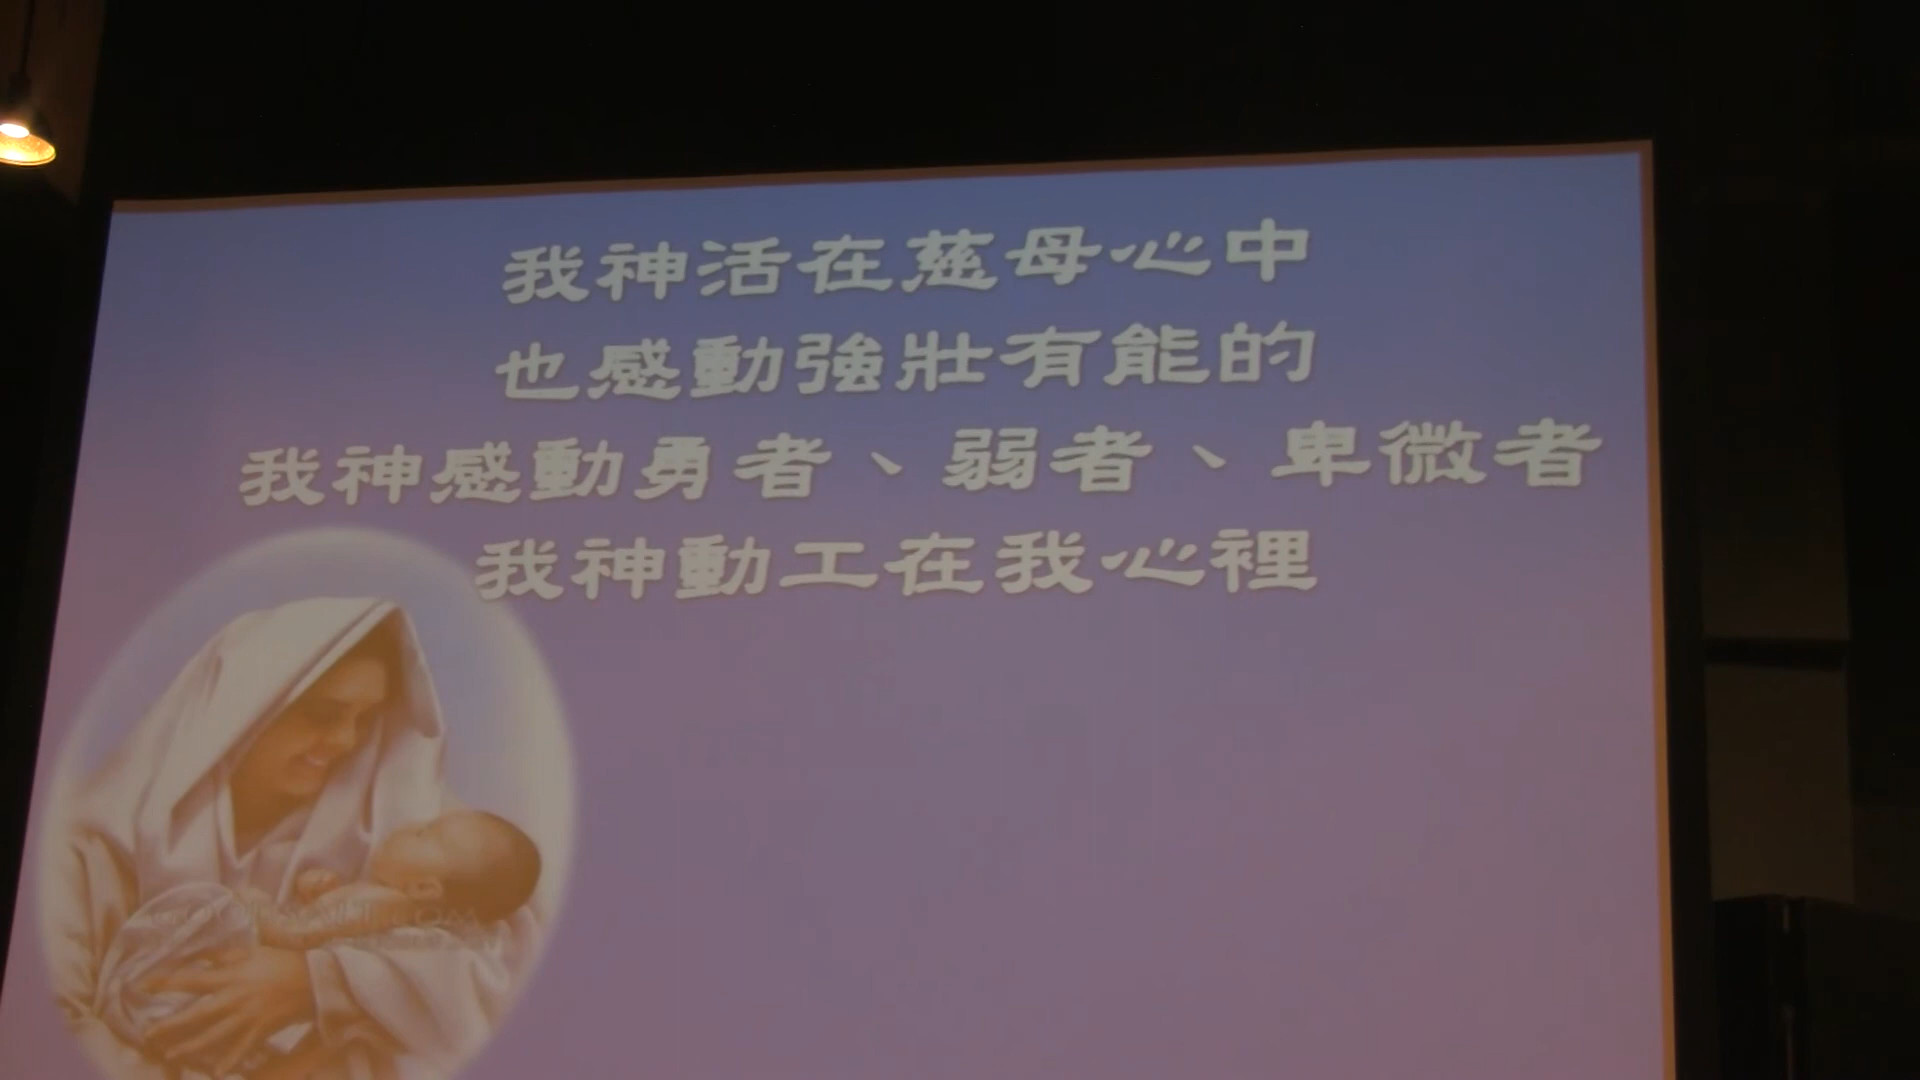 我神活在慈母心中
也感動強壯有能的
我神感動勇者、弱者、卑微者
我神動工在我心裡